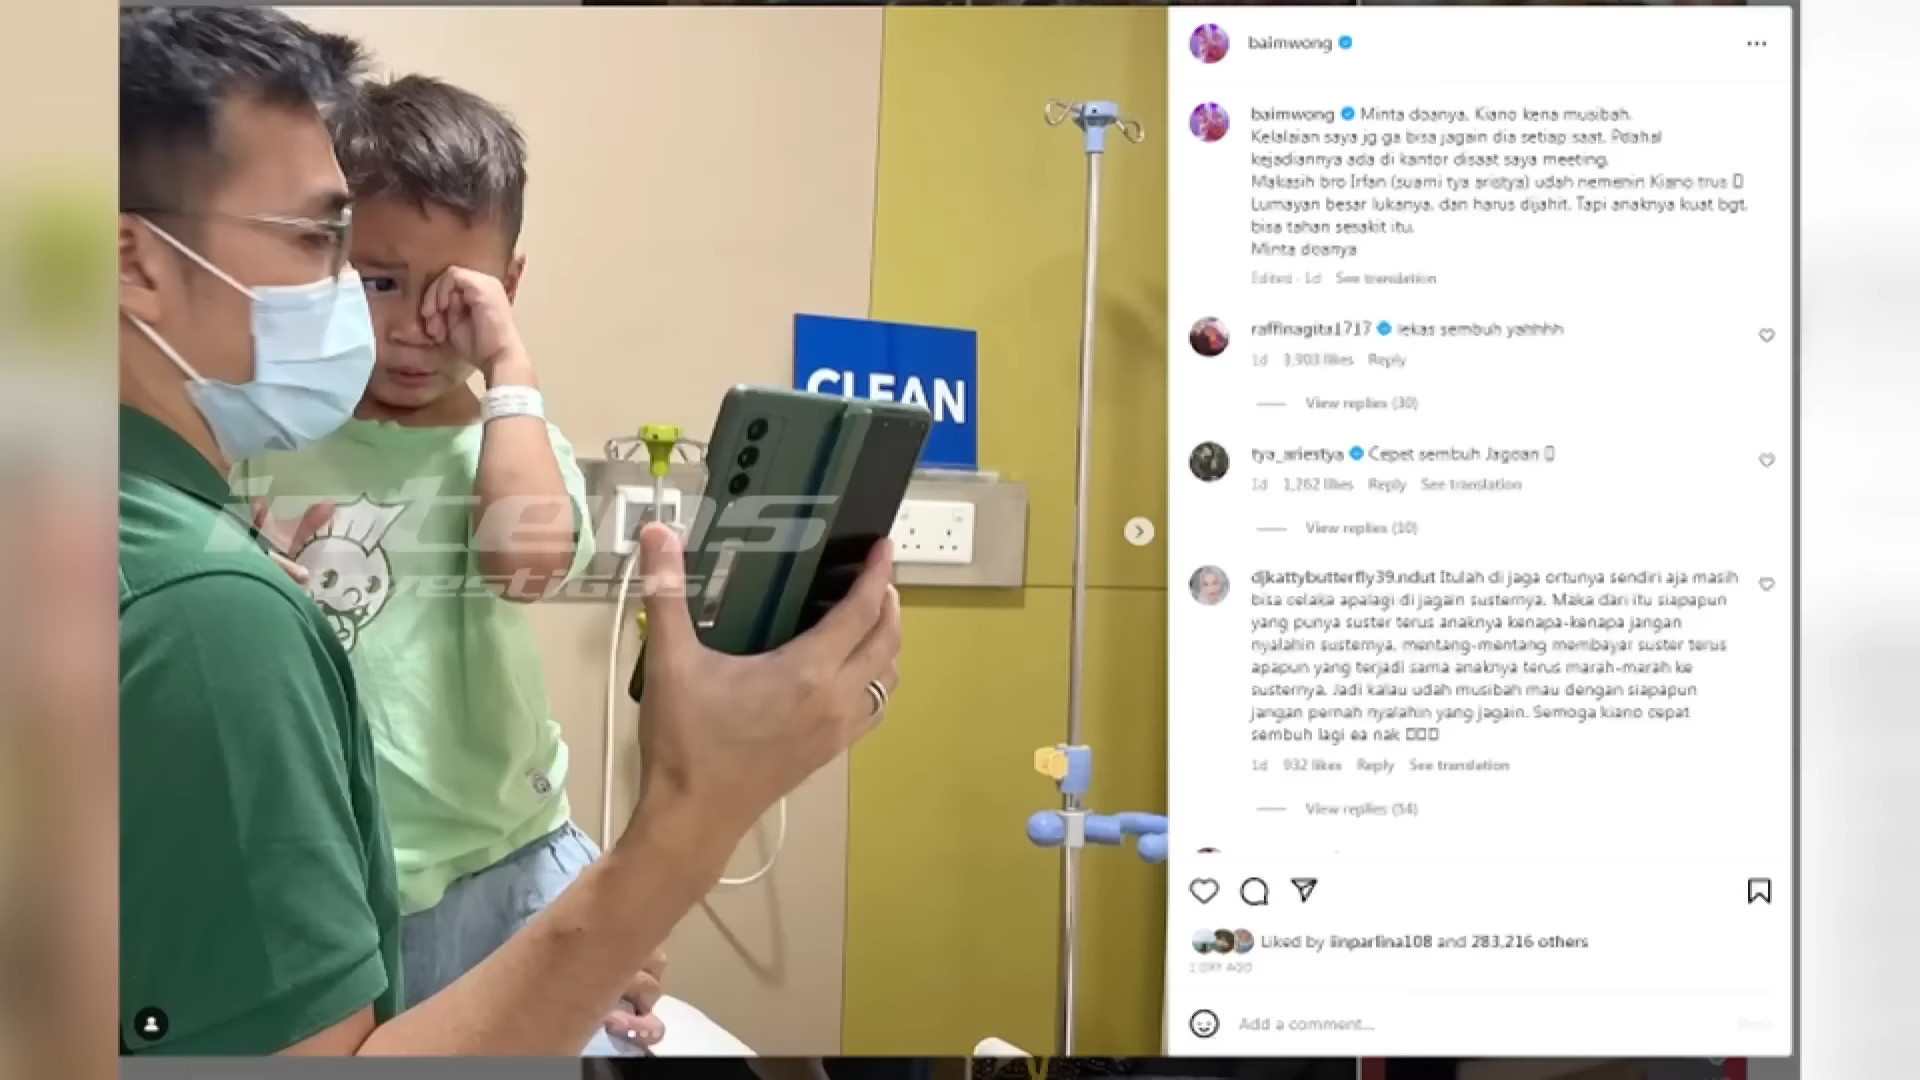 baimwong
baimwong Minta doanya. Kiano kena musibah.
Kelalaian saya jg ga bisa jagain dia setiap saat. Pdahal
kejadiannya ada di kantor disaat saya meeting.
Makasih bro Irfan (suami tya aristya) udah nemenin Kiano trus
Lumayan besar lukanya, dan harus dijahit. Tapi anaknya kuat bgt,
bisa tahan sesakit itu.
Minta doanya
Edited · 1d See translation
raffinagita1717 lekas sembuh yahhhh
1d 3,903 likes Reply
View replies (30)
CLEAN
tya_ariestya Cepet sembuh Jagoan
1d 1,262 likes Reply See translation
View replies (10)
intens
investigasi
djkattybutterfly39.ndut Itulah di jaga ortunya sendiri aja masih
bisa celaka apalagi di jagain susternya. Maka dari itu siapapun
yang punya suster terus anaknya kenapa-kenapa jangan
nyalahin susternya, mentang-mentang membayar suster terus
apapun yang terjadi sama anaknya terus marah-marah ke
susternya. Jadi kalau udah musibah mau dengan siapapun
jangan pernah nyalahin yang jagain. Semoga kiano cepat
sembuh lagi ea nak
1d 932 likes Reply See translation
View replies (54)
Liked by iinparlina108 and 283,216 others
1 DAY AGO
Add a comment...